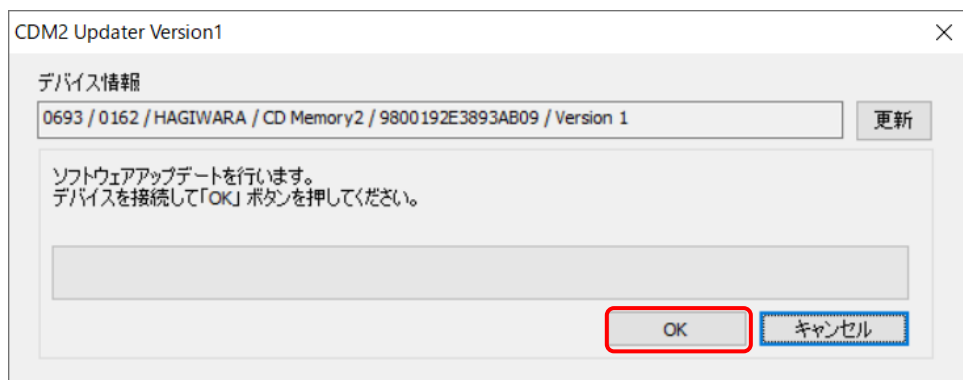 CDM2 Updater Version1
デバイス情報
0693 / 0162 / HAGIWARA / CD Memory2 / 9800192E3893AB09 / Version 1
更新
ソフトウェアアップデートを行います。
デバイスを接続して「OK」 ボタンを押してください。
OK
キャンセル